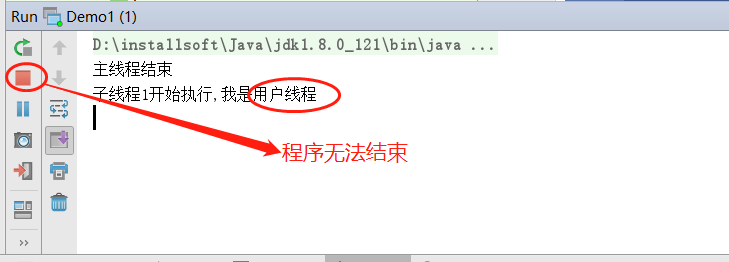 Run Demo1 (1)
D:\installsoft\Java\jdk1.8.0_121\bin\java ...
主线程结束
子线程1开始执行,我是用户线程
程序无法结束
>>